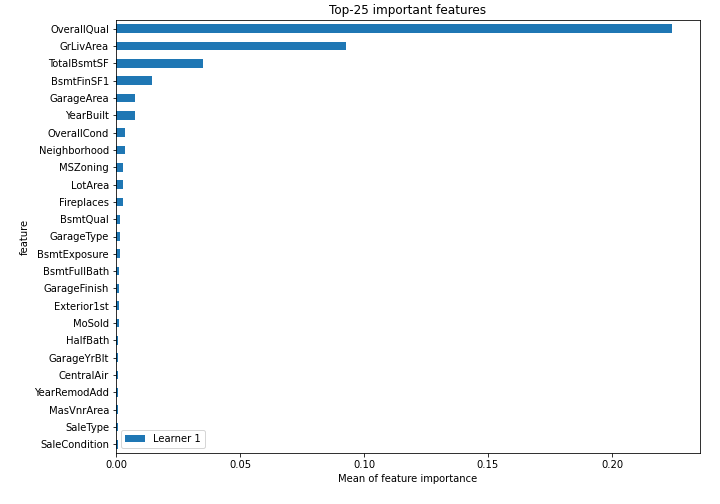 Top-25 important features
OverallQual
GrLivArea
TotalBsmtSF
BsmtFinSF1
GarageArea
YearBuilt
OverallCond
Neighborhood
MSZoning
LotArea
Fireplaces
BsmtQual
GarageType
BsmtExposure
BsmtFullBath
GarageFinish
Exterior1st
MoSold
HalfBath
GarageYrBlt
CentralAir
YearRemodAdd
MasVnrArea
SaleType
SaleCondition
feature
Learner 1
0.00 0.05 0.10 0.15 0.20
Mean of feature importance